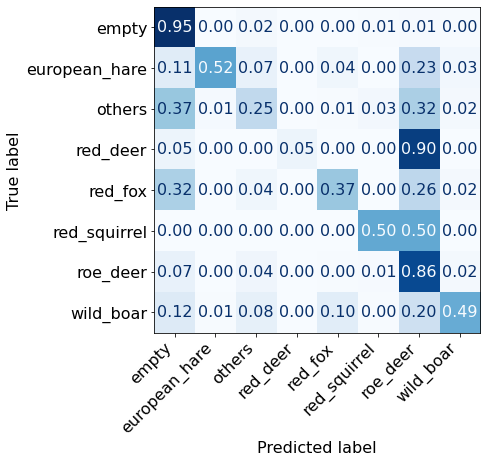 True label
empty 0.95 0.00 0.02 0.00 0.00 0.01 0.01 0.00
european_hare 0.11 0.52 0.07 0.00 0.04 0.00 0.23 0.03
others 0.37 0.01 0.25 0.00 0.01 0.03 0.32 0.02
red_deer 0.05 0.00 0.00 0.05 0.00 0.00 0.90 0.00
red_fox 0.32 0.00 0.04 0.00 0.37 0.00 0.26 0.02
red_squirrel 0.00 0.00 0.00 0.00 0.00 0.50 0.50 0.00
roe_deer 0.07 0.00 0.04 0.00 0.00 0.01 0.86 0.02
wild_boar 0.12 0.01 0.08 0.00 0.10 0.00 0.20 0.49
empty european_hare others red_deer red_fox red_squirrel roe_deer wild_boar
Predicted label